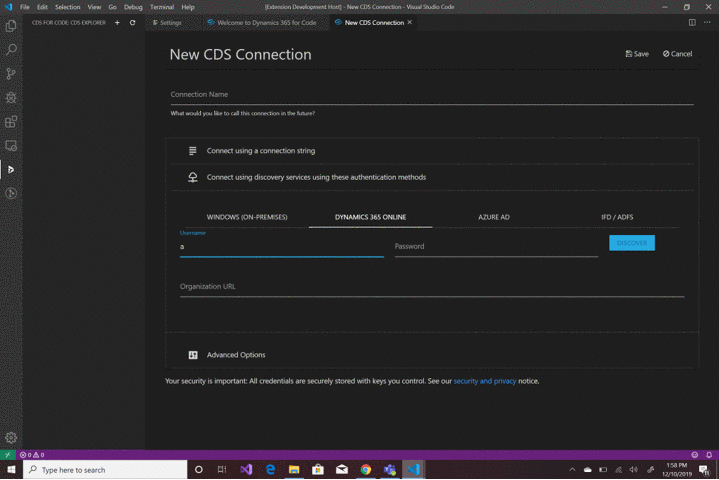 File Edit Selection View Go Debug Terminal Help
[Extension Development Host] - New CDS Connection - Visual Studio Code
CDS FOR CODE: CDS EXPLORER
Settings
Welcome to Dynamics 365 for Code
New CDS Connection
New CDS Connection
Save
Cancel
Connection Name
What would you like to call this connection in the future?
Connect using a connection string
Connect using discovery services using these authentication methods
WINDOWS (ON-PREMISES) DYNAMICS 365 ONLINE AZURE AD IFD / ADFS
Username
a
Password
DISCOVER
Organization URL
Advanced Options
Your security is important: All credentials are securely stored with keys you control. See our security and privacy notice.
0 0
Type here to search
1:58 PM
12/10/2019